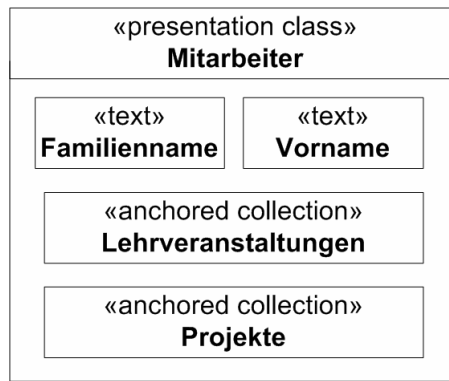 «presentation class»
Mitarbeiter
«text»
Familienname
«text»
Vorname
«anchored collection»
Lehrveranstaltungen
«anchored collection»
Projekte